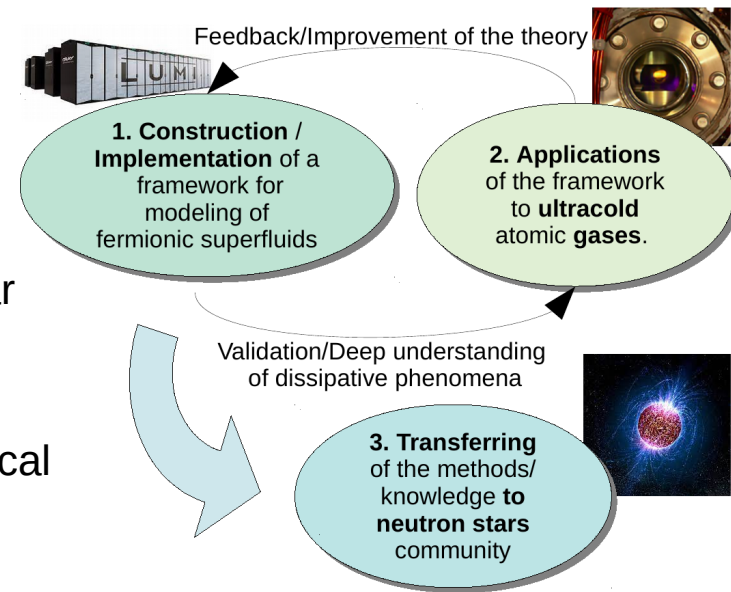 Feedback/Improvement of the theory
LUMI
1. Construction /
Implementation of a
framework for
modeling of
fermionic superfluids
2. Applications
of the framework
to ultracold
atomic gases.
Validation/Deep understanding
of dissipative phenomena
cal
3. Transferring
of the methods/
knowledge to
neutron stars
community